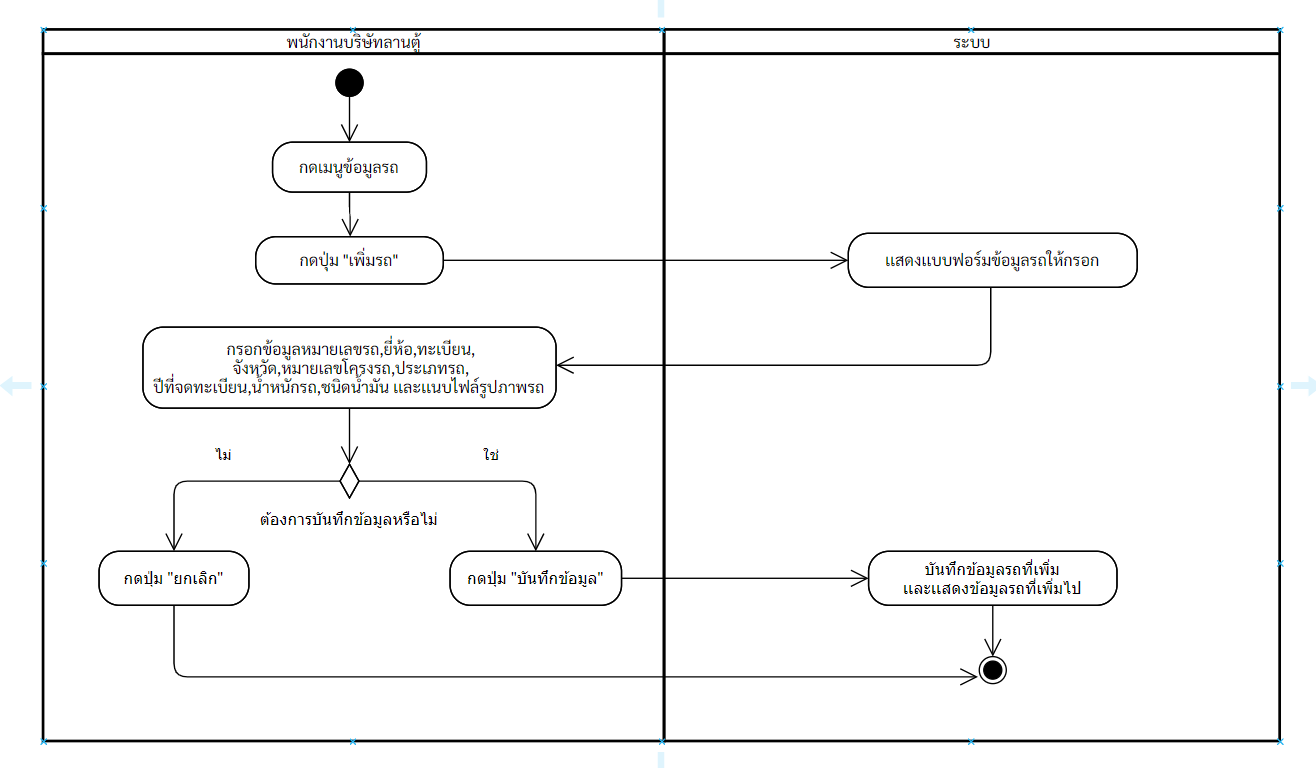 พนักงานบริษัทลานตู้
ระบบ
กดเมนูข้อมูลรถ
กดปุ่ม "เพิ่มรถ"
แสดงแบบฟอร์มข้อมูลรถให้กรอก
กรอกข้อมูลหมายเลขรถ,ยี่ห้อ,ทะเบียน,
จังหวัด,หมายเลขโครงรถ,ประเภทรถ,
ปีที่จดทะเบียน,น้ำหนักรถ,ชนิดน้ำมัน และแนบไฟล์รูปภาพรถ
ไม่
ใช่
ต้องการบันทึกข้อมูลหรือไม่
กดปุ่ม "ยกเลิก"
กดปุ่ม "บันทึกข้อมูล"
บันทึกข้อมูลรถที่เพิ่ม
และแสดงข้อมูลรถที่เพิ่มไป